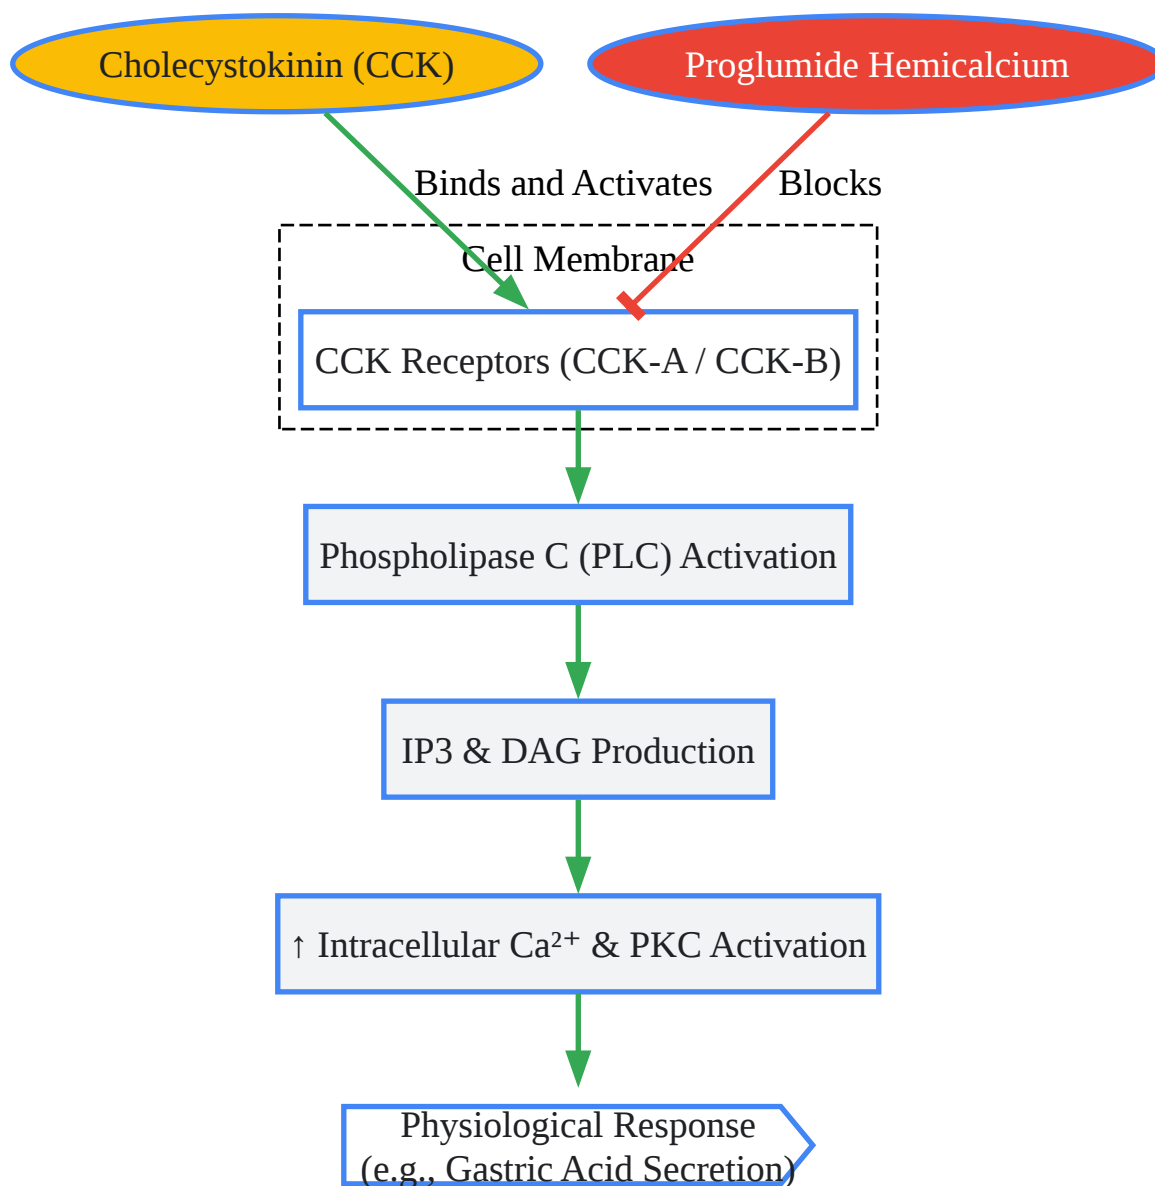 Cholecystokinin (CCK)
Proglumide Hemicalcium
Binds and Activates
Blocks
Cell Membrane
CCK Receptors (CCK-A / CCK-B)
Phospholipase C (PLC) Activation
IP3 & DAG Production
↑ Intracellular Ca²⁺ & PKC Activation
Physiological Response
(e.g., Gastric Acid Secretion)